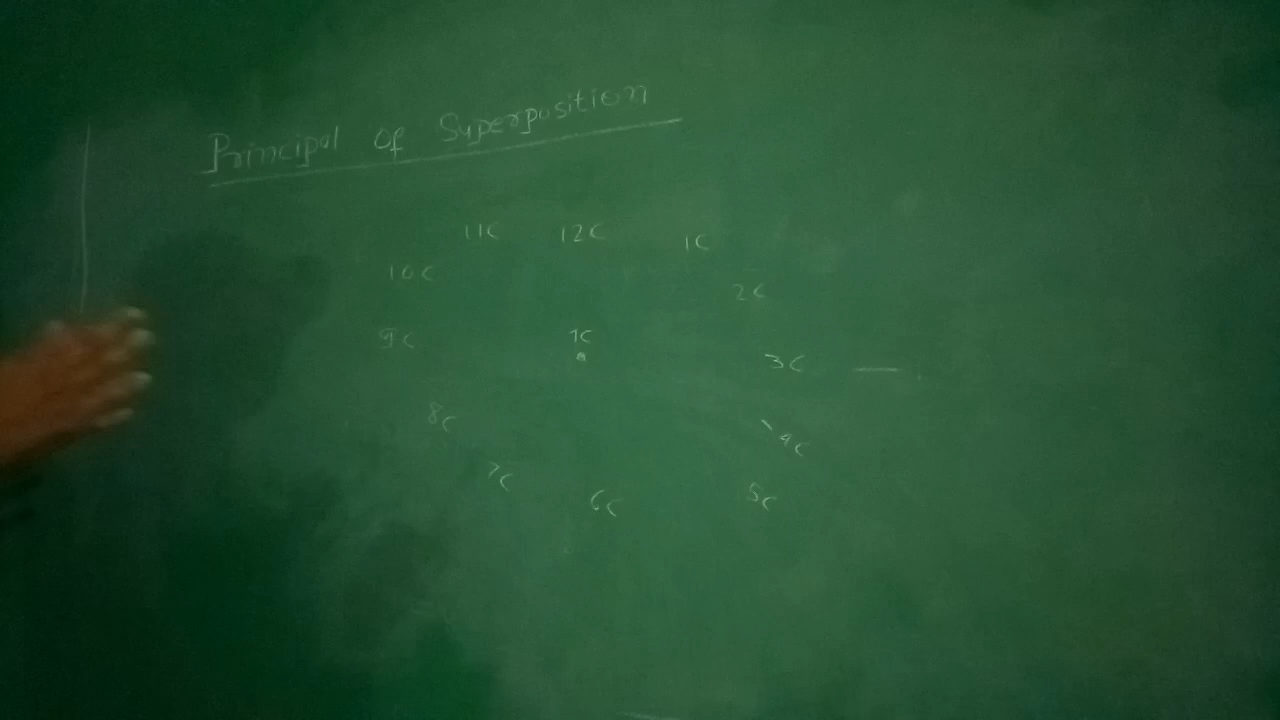 Principal of Superposition
11C 12C 1C
10C 2C
9C 1C 3C
8C 4C
7C 6C 5C